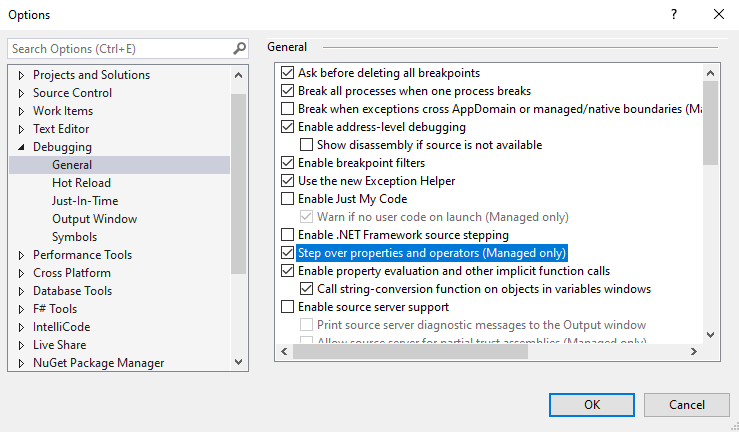 Options
Search Options (Ctrl+E)
Projects and Solutions
Source Control
Work Items
Text Editor
Debugging
General
Hot Reload
Just-In-Time
Output Window
Symbols
Performance Tools
Cross Platform
Database Tools
F# Tools
IntelliCode
Live Share
NuGet Package Manager
General
Ask before deleting all breakpoints
Break all processes when one process breaks
Break when exceptions cross AppDomain or managed/native boundaries (Ma
Enable address-level debugging
Show disassembly if source is not available
Enable breakpoint filters
Use the new Exception Helper
Enable Just My Code
Warn if no user code on launch (Managed only)
Enable .NET Framework source stepping
Step over properties and operators (Managed only)
Enable property evaluation and other implicit function calls
Call string-conversion function on objects in variables windows
Enable source server support
Print source server diagnostic messages to the Output window
Allow source server for partial trust assemblies (Managed only)
OK
Cancel